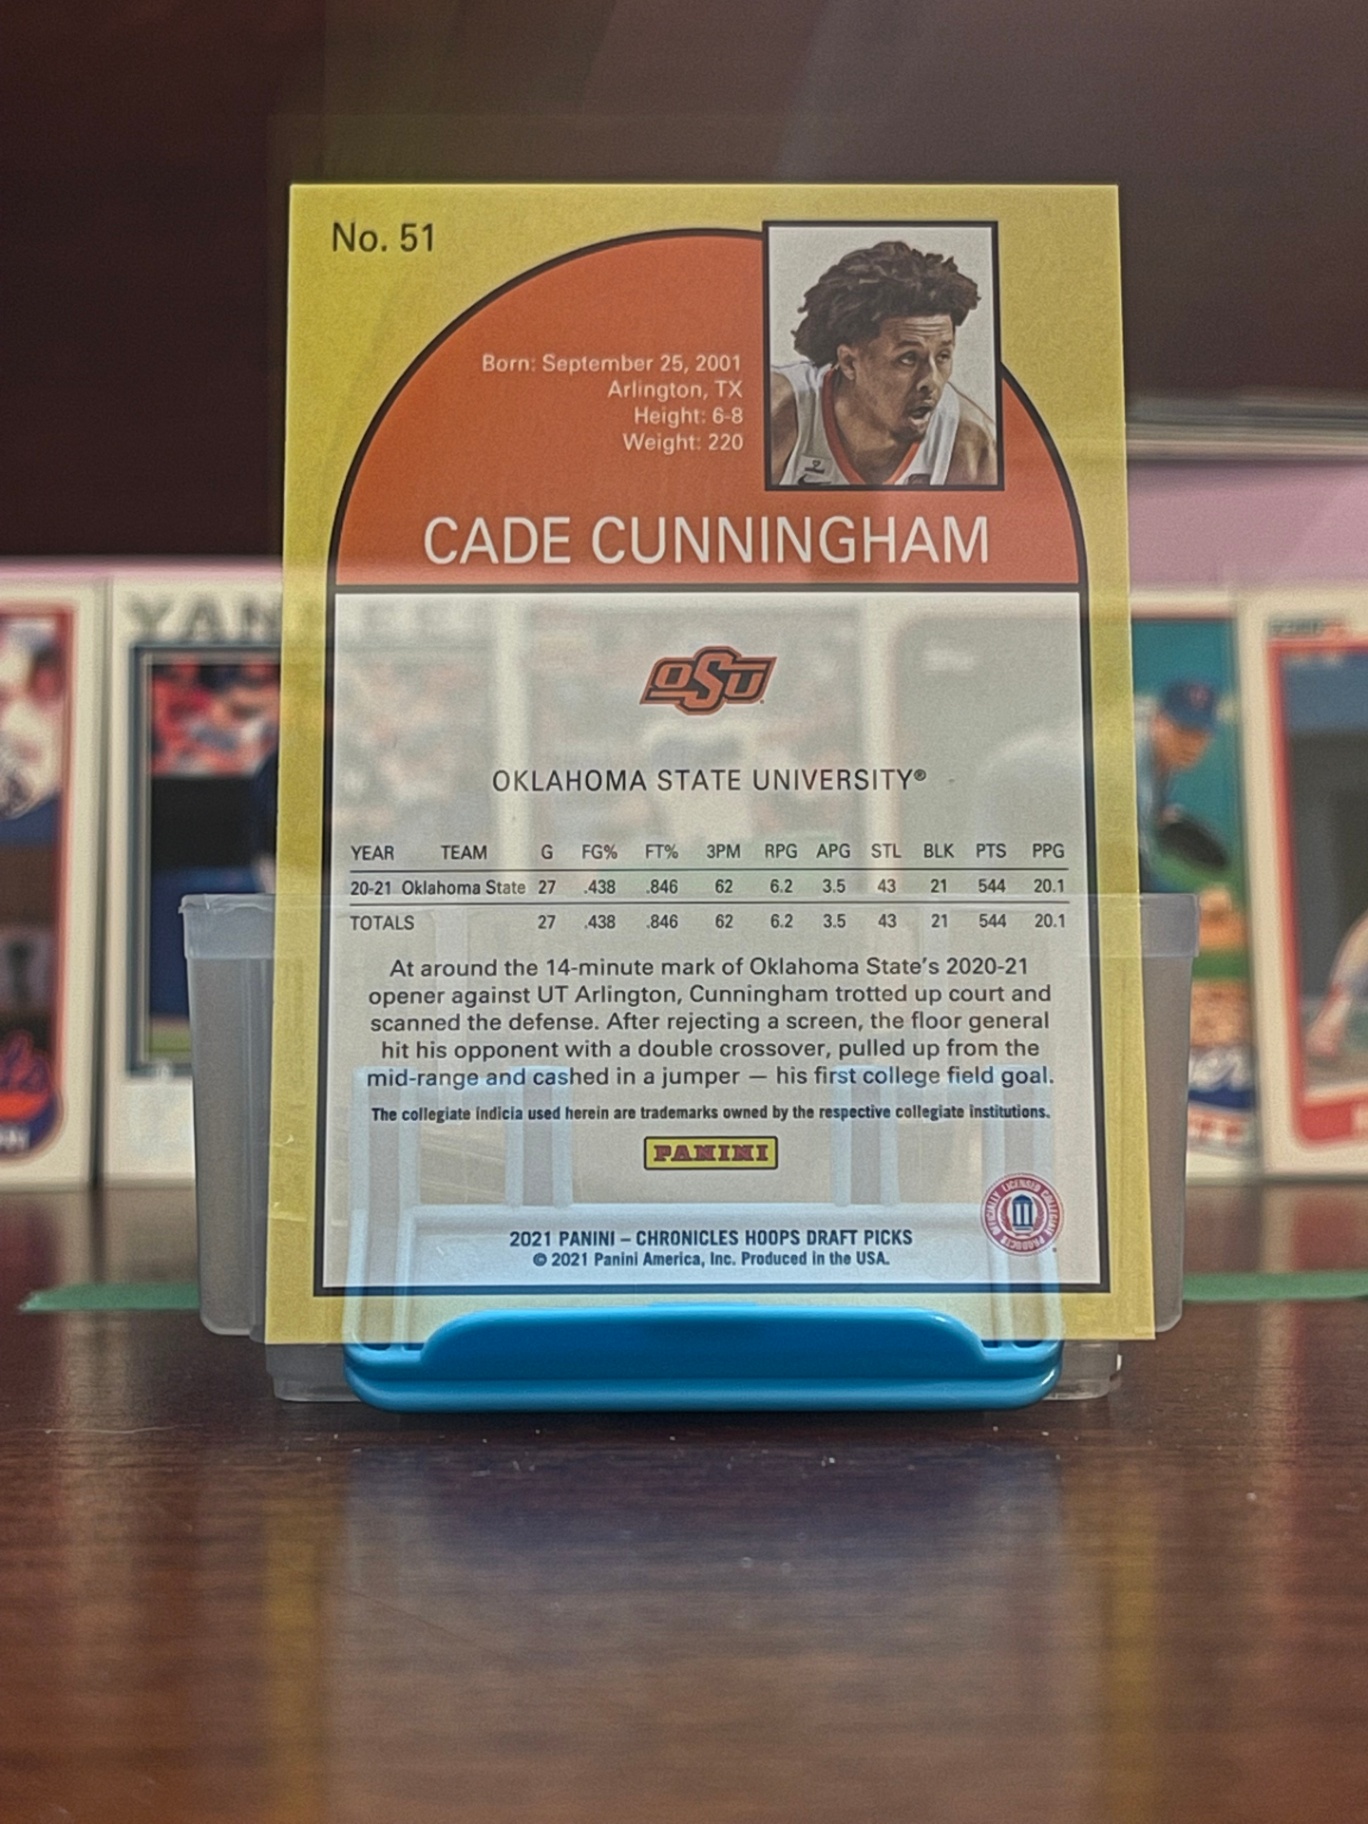 No. 51
Born: September 25, 2001
Arlington, TX
Height: 6-8
Weight: 220
CADE CUNNINGHAM
OSU
OKLAHOMA STATE UNIVERSITY®
YEAR TEAM G FG% FT% 3PM RPG APG STL BLK PTS PPG
20-21 Oklahoma State 27 .438 .846 62 6.2 3.5 43 21 544 20.1
TOTALS 27 .438 .846 62 6.2 3.5 43 21 544 20.1
At around the 14-minute mark of Oklahoma State's 2020-21
opener against UT Arlington, Cunningham trotted up court and
scanned the defense. After rejecting a screen, the floor general
hit his opponent with a double crossover, pulled up from the
mid-range and cashed in a jumper — his first college field goal.
The collegiate indicia used herein are trademarks owned by the respective collegiate institutions.
PANINI
OFFICIALLY LICENSED COLLEGIATE PRODUCTS
2021 PANINI – CHRONICLES HOOPS DRAFT PICKS
© 2021 Panini America, Inc. Produced in the USA.
YAN